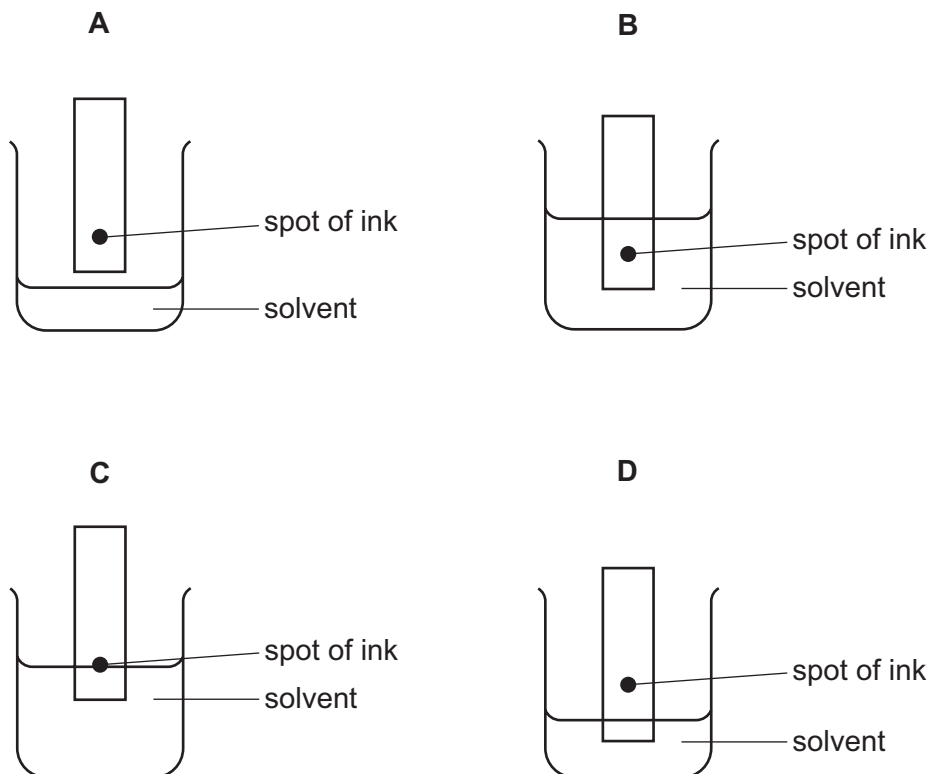 A
spot of ink
solvent
B
spot of ink
solvent
C
spot of ink
solvent
D
spot of ink
solvent